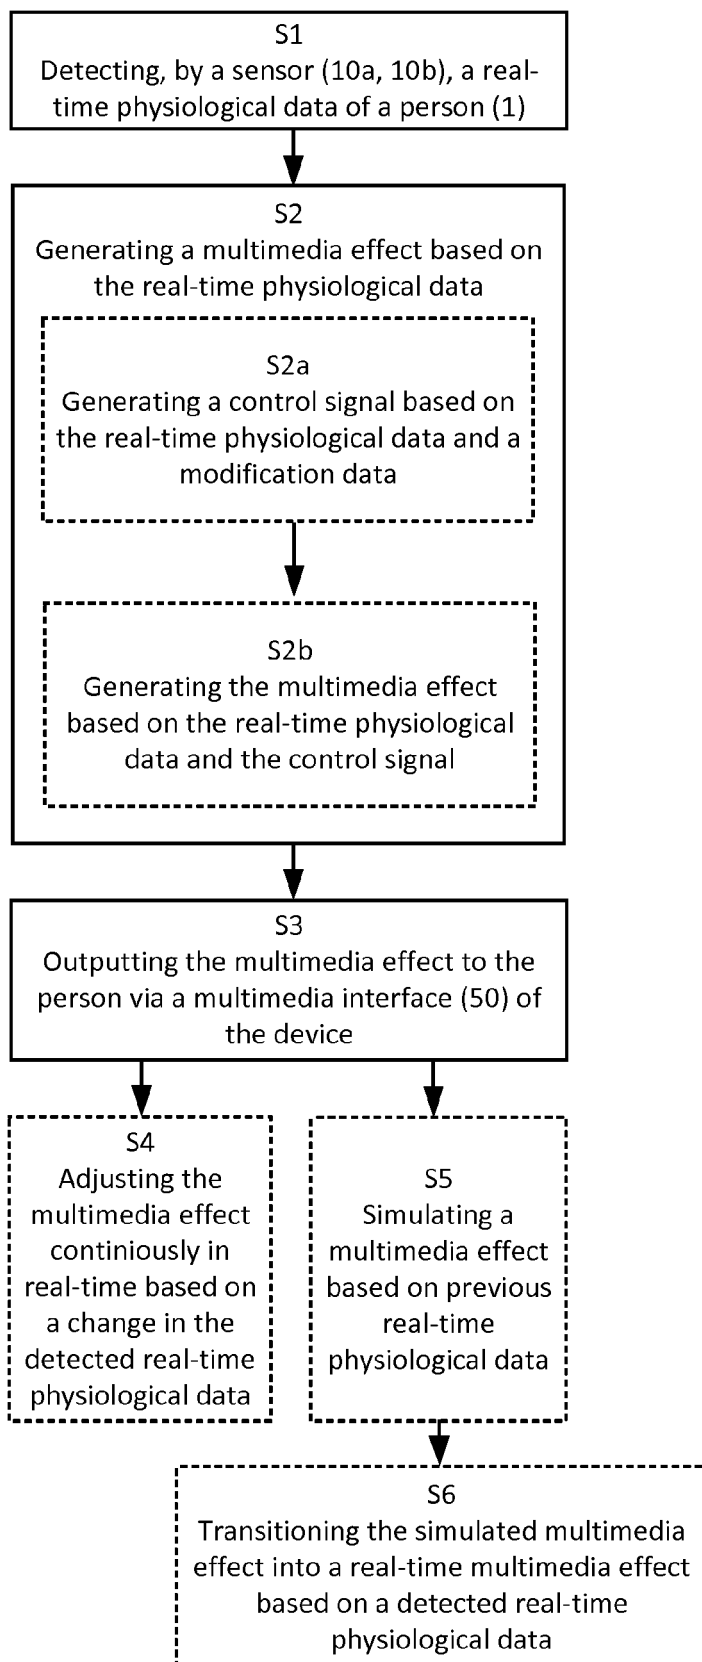 S1
Detecting, by a sensor (10a, 10b), a real-
time physiological data of a person (1)
S2
Generating a multimedia effect based on
the real-time physiological data
S2a
Generating a control signal based on
the real-time physiological data and a
modification data
S2b
Generating the multimedia effect
based on the real-time physiological
data and the control signal
S3
Outputting the multimedia effect to the
person via a multimedia interface (50) of
the device
S4
Adjusting the
multimedia effect
continiously in
real-time based on
a change in the
detected real-time
physiological data
S5
Simulating a
multimedia effect
based on previous
real-time
physiological data
S6
Transitioning the simulated multimedia
effect into a real-time multimedia effect
based on a detected real-time
physiological data